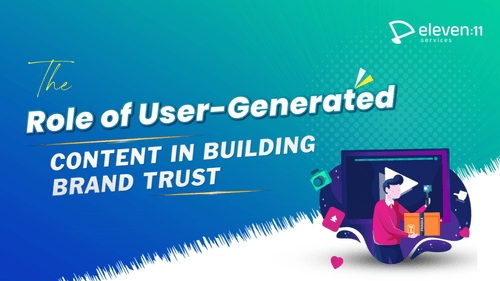 eleven:11
services
The
Role of User-Generated
CONTENT IN BUILDING
BRAND TRUST